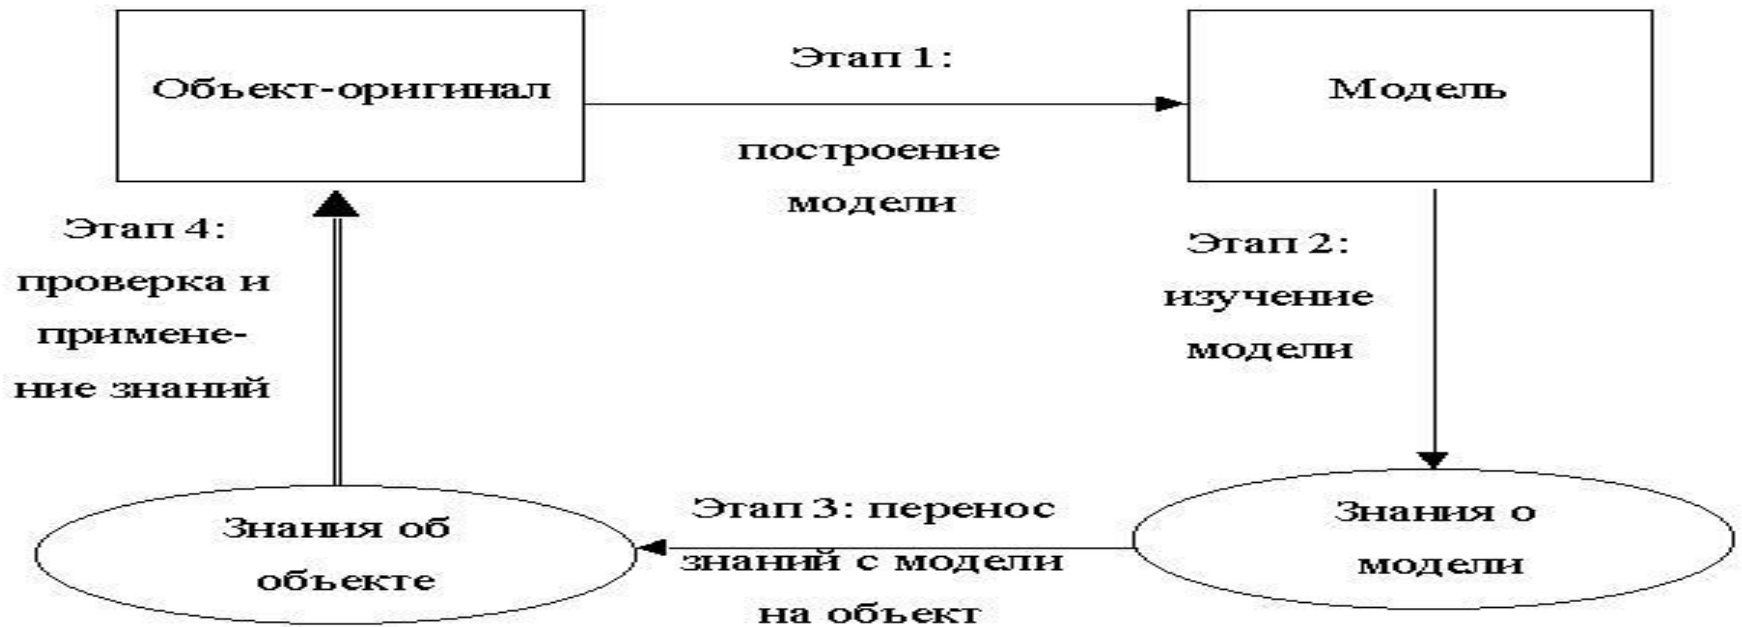 Объект-оригинал
Этап 1:
построение
модели
Модель
Этап 2:
изучение
модели
Знания о
модели
Этап 3: перенос
знаний с модели
на объект
Знания об
объекте
Этап 4:
проверка и
примене-
ние знаний